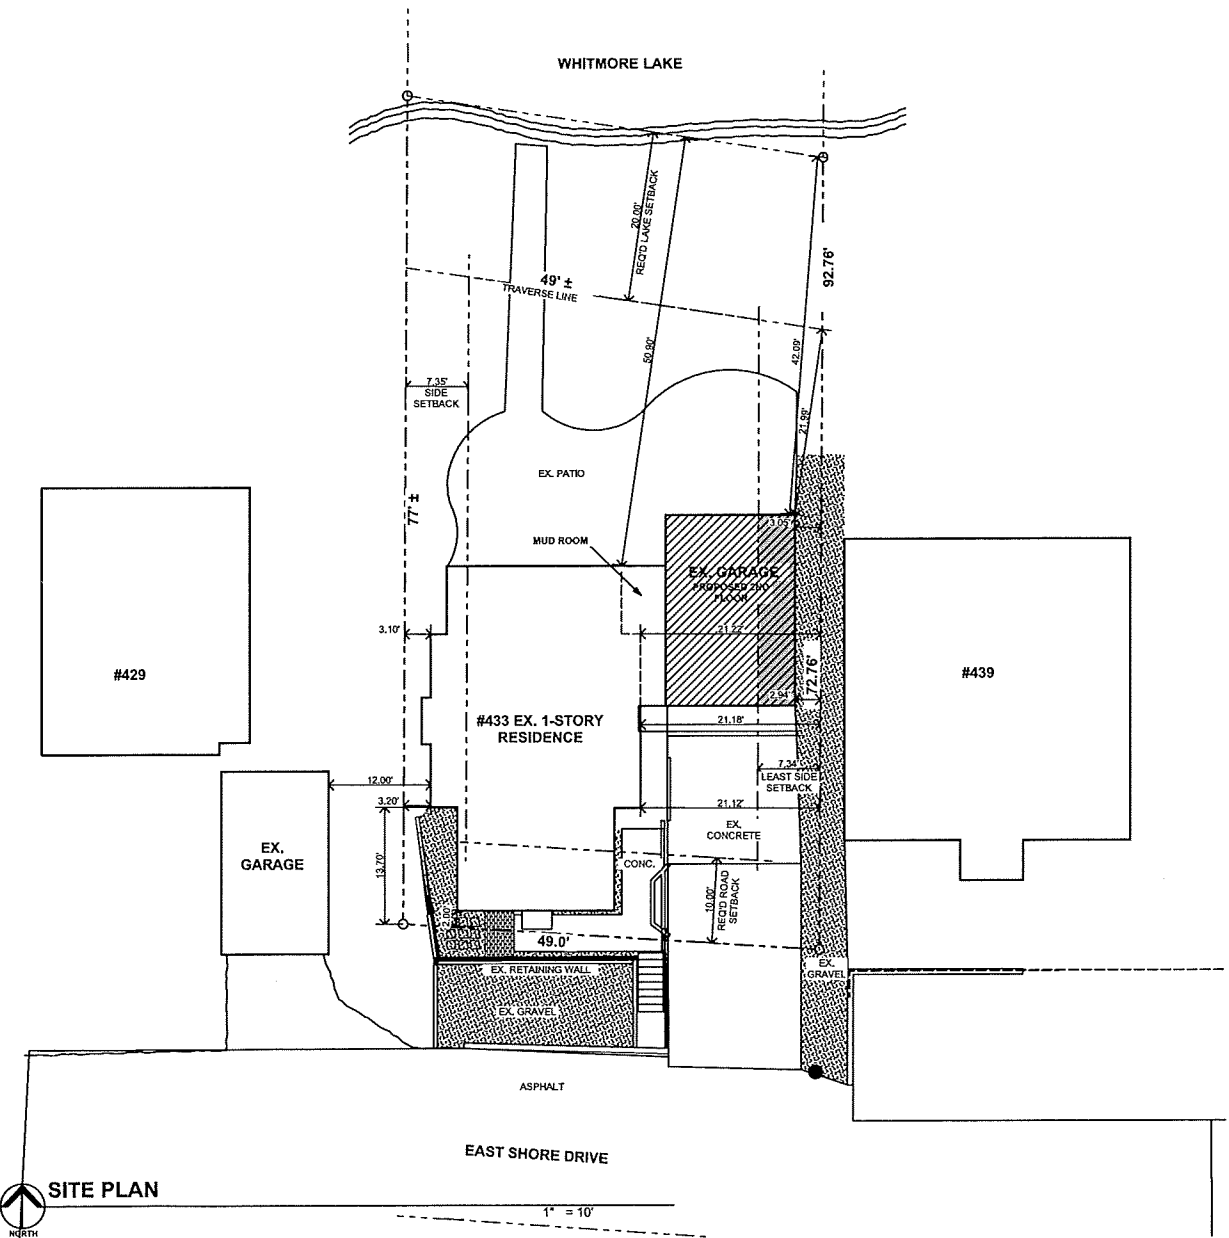 WHITMORE LAKE
20.00'
REQ'D LAKE SETBACK
92.76'
49' ±
TRAVERSE LINE
50.90'
42.09'
7.35'
SIDE
SETBACK
21.99'
EX. PATIO
77' ±
3.05'
MUD ROOM
EX. GARAGE
PROPOSED 2ND
FLOOR
3.10'
21.22'
#429
#439
72.76'
2.94'
#433 EX. 1-STORY
RESIDENCE
21.18'
7.34'
LEAST SIDE
SETBACK
12.00'
3.20'
21.12'
EX.
CONCRETE
EX.
GARAGE
13.70'
CONC.
10.00'
REQ'D ROAD
SETBACK
2.00'
49.0'
EX. RETAINING WALL
EX.
GRAVEL
EX. GRAVEL
ASPHALT
EAST SHORE DRIVE
SITE PLAN
1" = 10'
NORTH